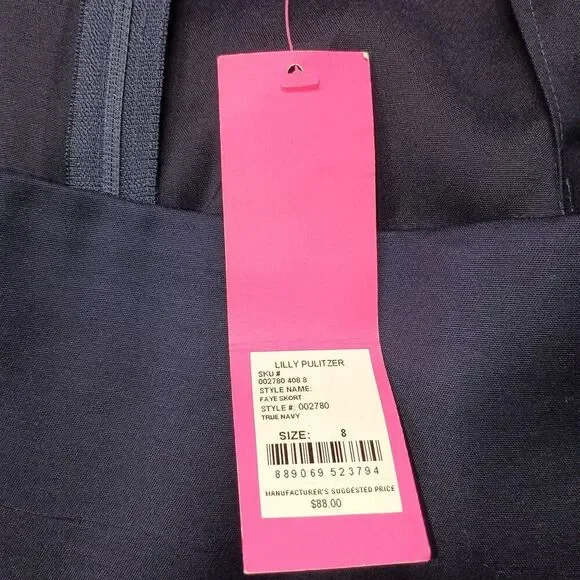 LILLY PULITZER
SKU #
002780 408 8
STYLE NAME:
FAYE SKORT
STYLE #: 002780
TRUE NAVY
SIZE: 8
889069 523794
MANUFACTURER'S SUGGESTED PRICE
$88.00